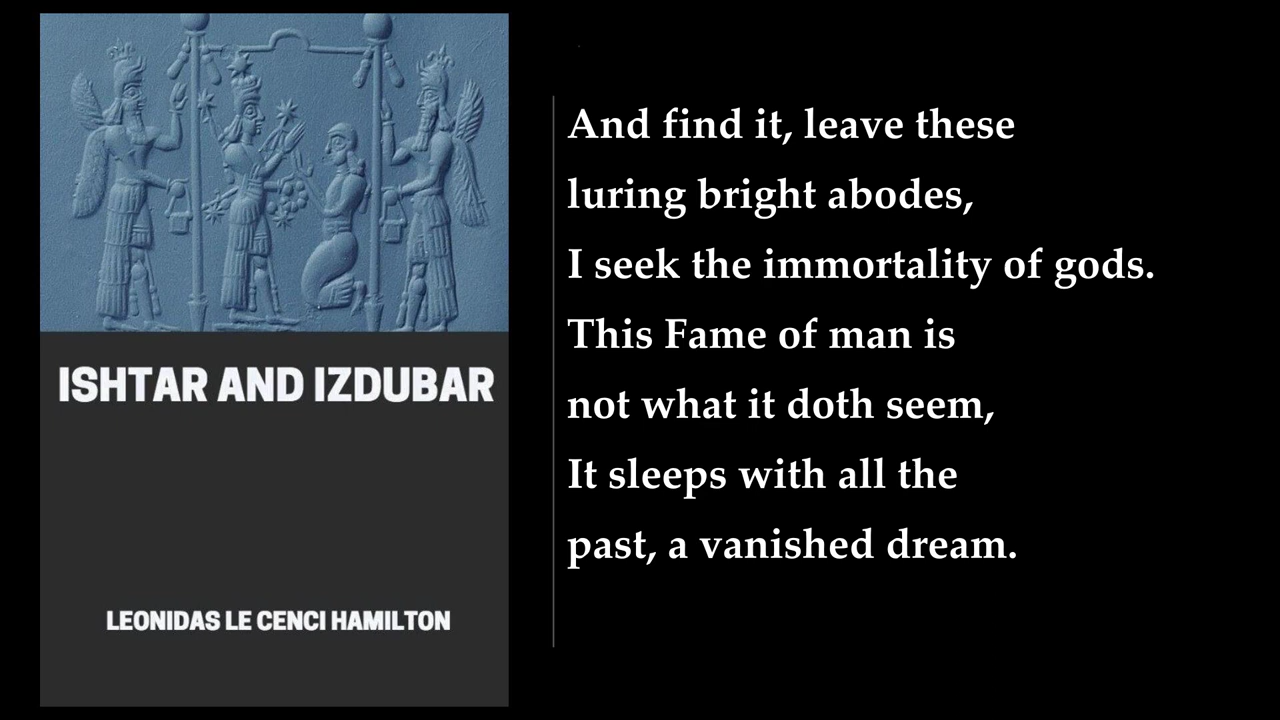 ISHTAR AND IZDUBAR
LEONIDAS LE CENCI HAMILTON
And find it, leave these
luring bright abodes,
I seek the immortality of gods.
This Fame of man is
not what it doth seem,
It sleeps with all the
past, a vanished dream.